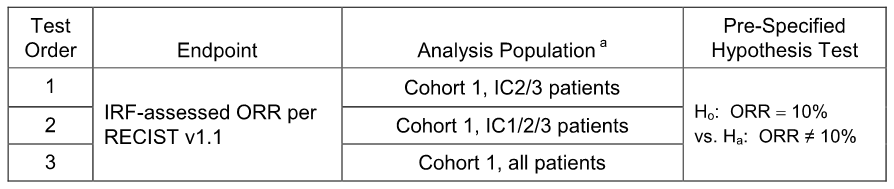 Test Order
Endpoint
Analysis Population a
Pre-Specified Hypothesis Test
1
IRF-assessed ORR per
RECIST v1.1
Cohort 1, IC2/3 patients
Ho: ORR = 10%
vs. Ha: ORR ≠ 10%
2
Cohort 1, IC1/2/3 patients
3
Cohort 1, all patients